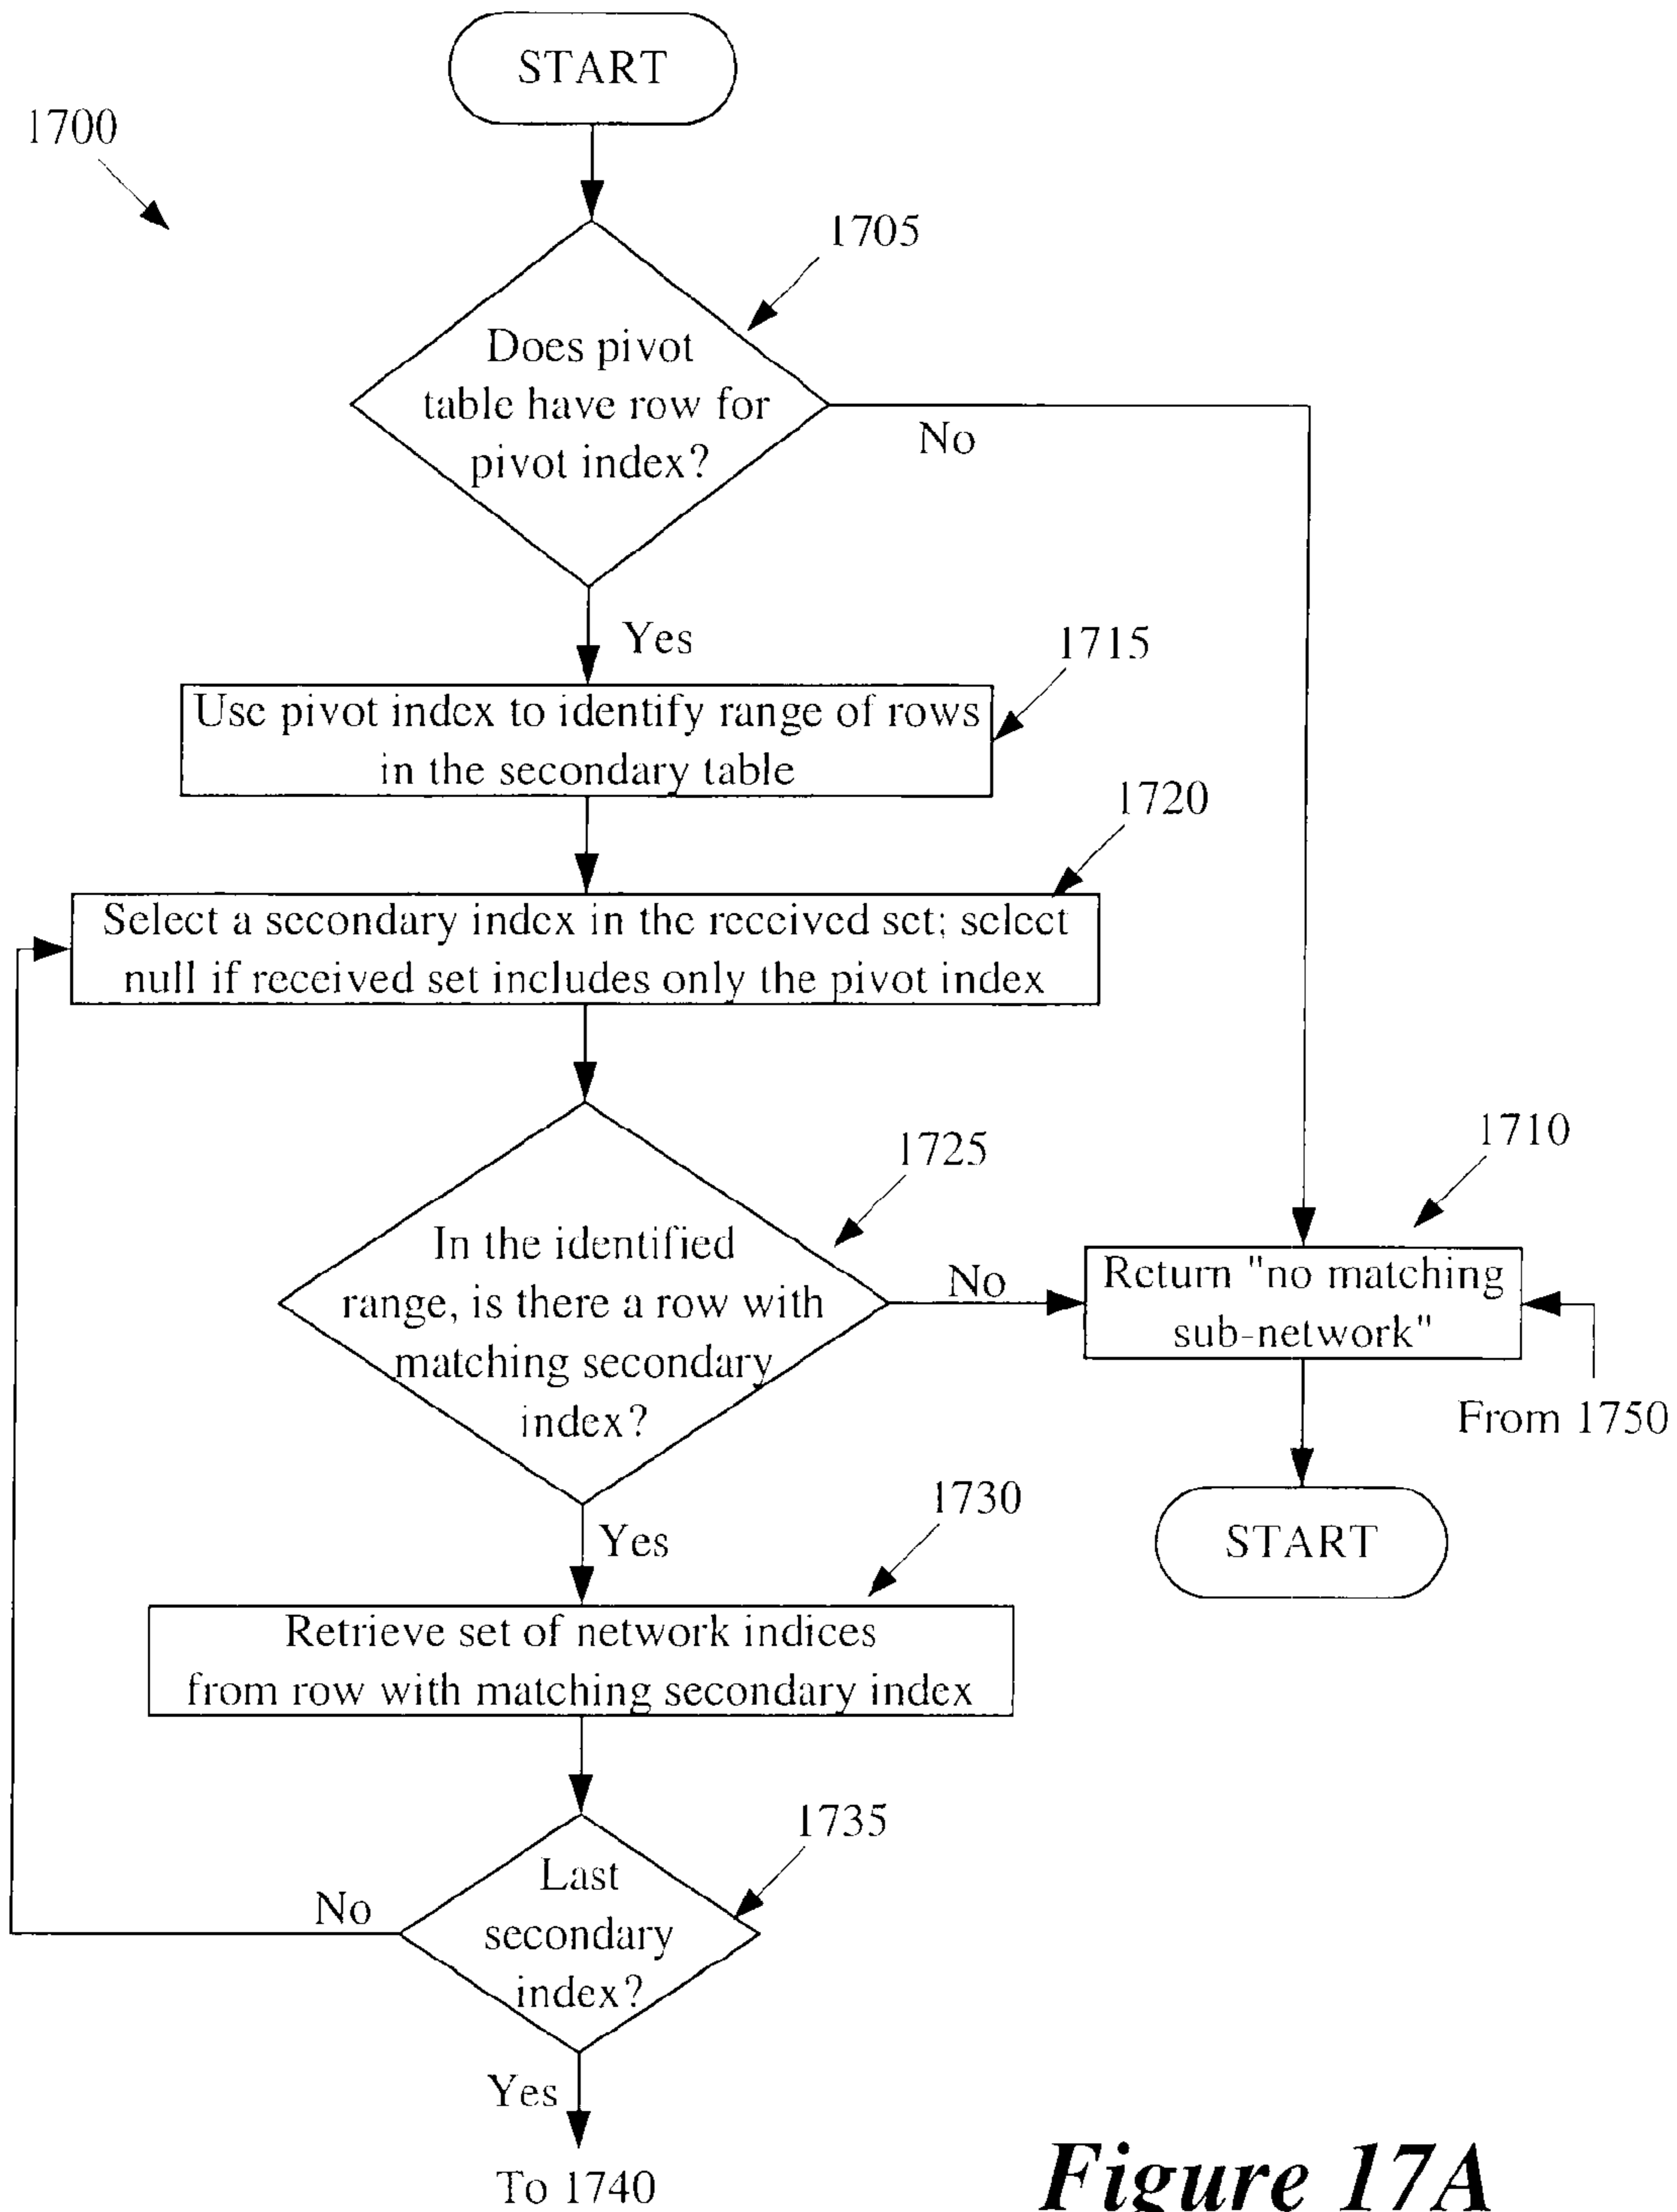 START
1700
1705
Does pivot
table have row for
pivot index?
No
Yes
1715
Use pivot index to identify range of rows
in the secondary table
1720
Select a secondary index in the received set; select
null if received set includes only the pivot index
1725
1710
In the identified
range, is there a row with
matching secondary
index?
No
Return "no matching
sub-network"
From 1750
START
Yes
1730
Retrieve set of network indices
from row with matching secondary index
1735
Last
secondary
index?
No
Yes
To 1740
Figure 17A